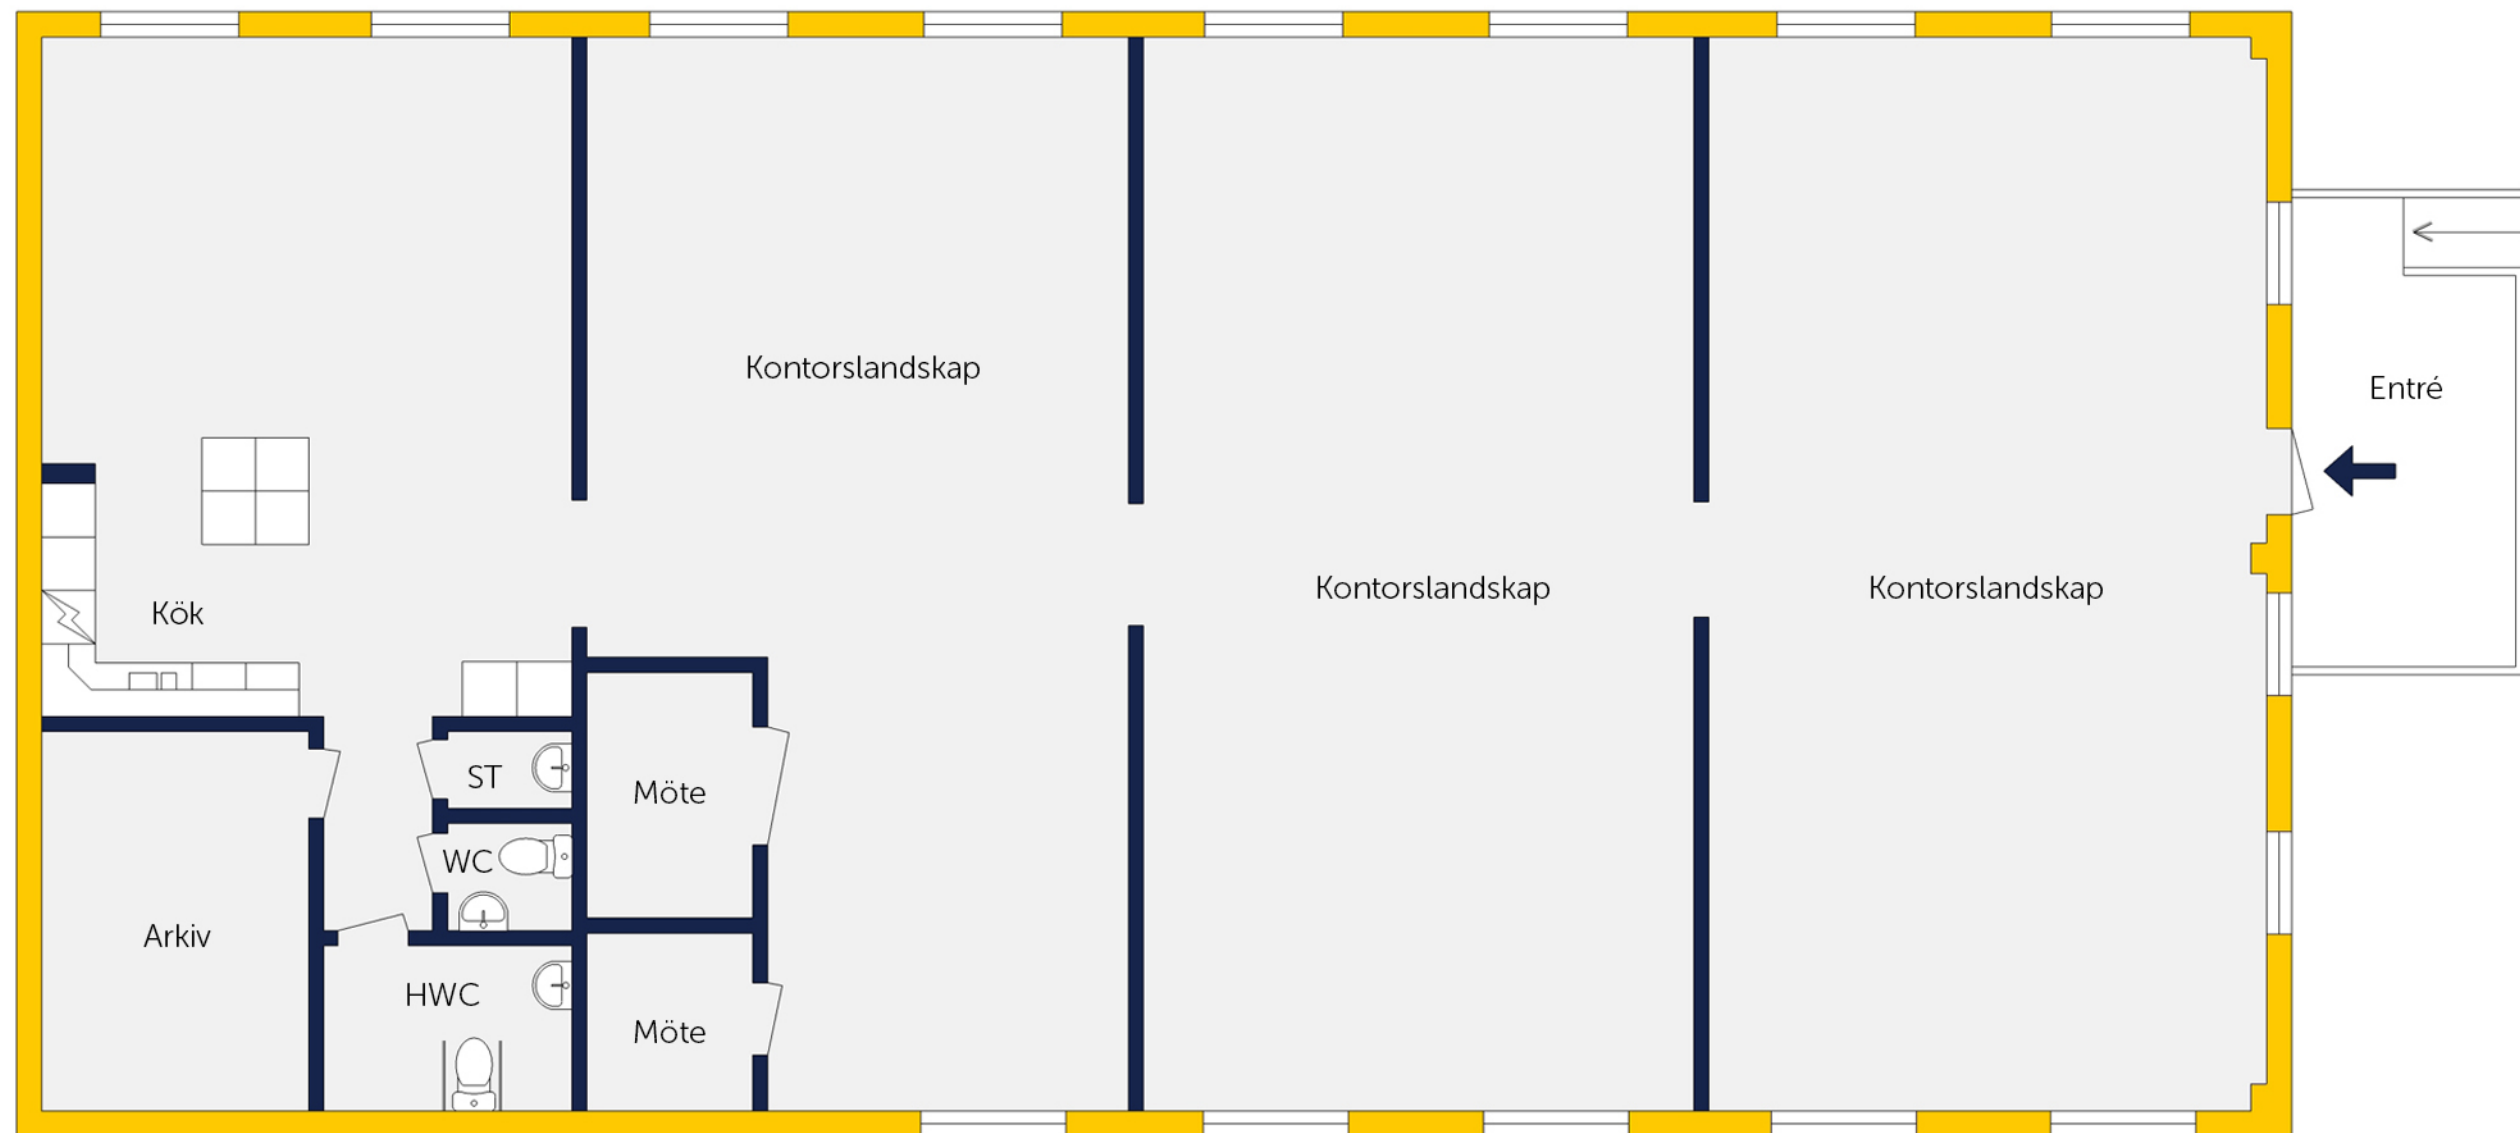 Kontorslandskap
Entré
Kontorslandskap
Kontorslandskap
Kök
ST
Möte
WC
Arkiv
HWC
Möte